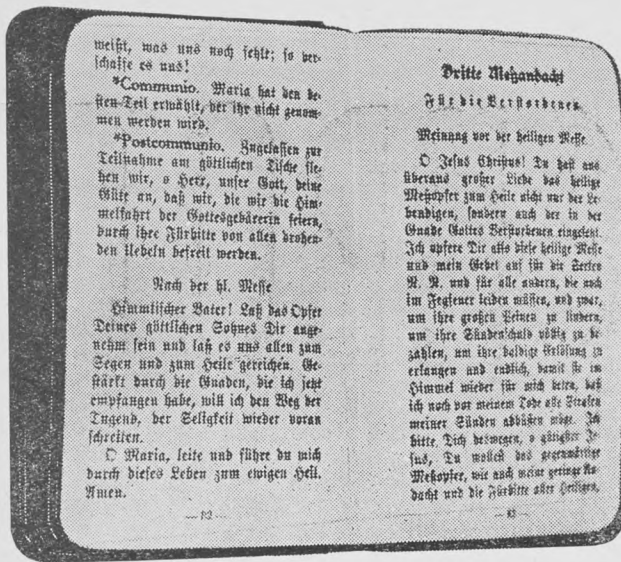 weißt, was uns noch fehlt; so ver-
schaffe es uns!
*Communio. Maria hat den be-
sten Teil erwählt, der ihr nicht genom-
men werden wird.
*Postcommunio. Zugelassen zur
Teilnahme am göttlichen Tische fle-
hen wir, o Herr, unser Gott, deine
Güte an, daß wir, die wir die Him-
melfahrt der Gottesgebärerin feiern,
durch ihre Fürbitte von allen drohen-
den Uebeln befreit werden.
Nach der hl. Messe
Himmlischer Vater! Laß das Opfer
Deines göttlichen Sohnes Dir ange-
nehm sein und laß es uns allen zum
Segen und zum Heile gereichen. Ge-
stärkt durch die Gnaden, die ich jetzt
empfangen habe, will ich den Weg der
Tugend, der Seligkeit wieder voran
schreiten.
O Maria, leite und führe du mich
durch dieses Leben zum ewigen Heil.
Amen.
— 82 —
Dritte Meßandacht
Für die Verstorbenen
Meinung vor der heiligen Messe
O Jesus Christus! Du hast aus
überaus großer Liebe das heilige
Meßopfer zum Heile nicht nur der Le-
bendigen, sondern auch der in der
Gnade Gottes Verstorbenen eingesetzt.
Ich opfere Dir also diese heilige Messe
und mein Gebet auf für die Seelen
N. N. und für alle andern, die noch
im Fegfeuer leiden müssen, und zwar,
um ihre großen Peinen zu lindern,
um ihre Sündenschuld völlig zu be-
zahlen, um ihre baldige Erlösung zu
erlangen und endlich, damit sie im
Himmel wieder für mich beten, daß
ich noch vor meinem Tode alle Strafen
meiner Sünden abbüßen möge. Ich
bitte Dich deswegen, o gütigster Je-
sus, Du wollest das gegenwärtige
Meßopfer, wie auch meine geringe An-
dacht und die Fürbitte aller Heiligen,
— 83 —